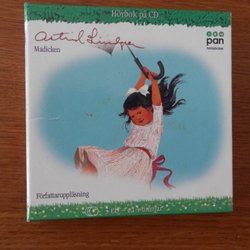 Hörbok på CD
Astrid Lindgren
Madicken
pan
Författaruppläsning